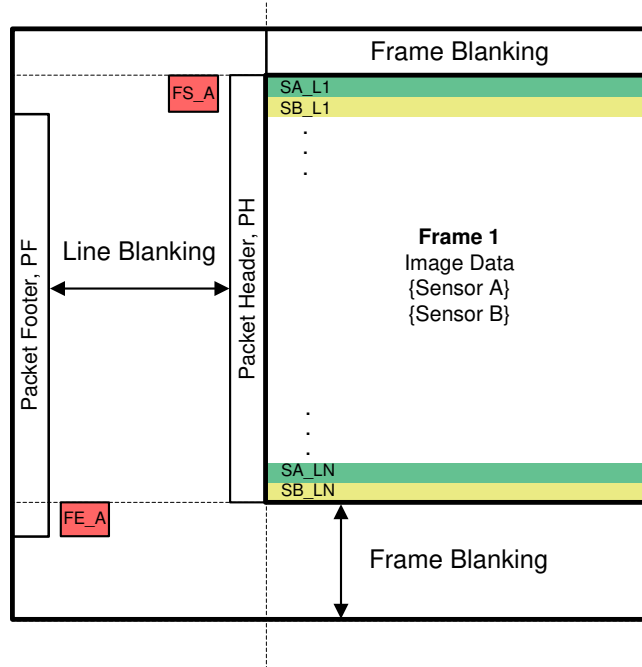 Frame Blanking
FS_A
SA_L1
SB_L1
.
.
.
Packet Footer, PF
Line Blanking
Packet Header, PH
Frame 1
Image Data
{Sensor A}
{Sensor B}
.
.
.
SA_LN
SB_LN
FE_A
Frame Blanking